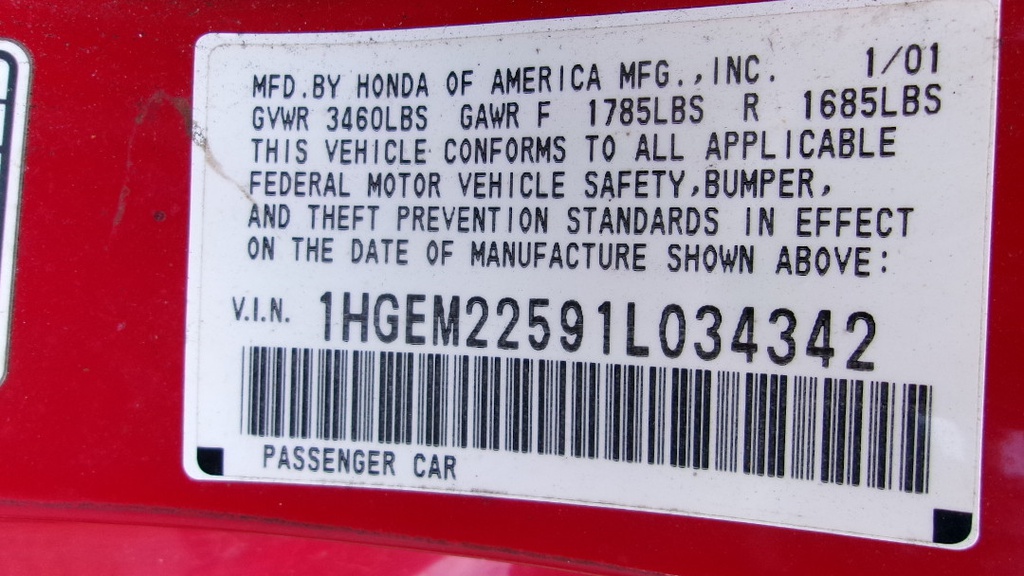 MFD.BY HONDA OF AMERICA MFG.,INC. 1/01
GVWR 3460LBS GAWR F 1785LBS R 1685LBS
THIS VEHICLE CONFORMS TO ALL APPLICABLE
FEDERAL MOTOR VEHICLE SAFETY,BUMPER,
AND THEFT PREVENTION STANDARDS IN EFFECT
ON THE DATE OF MANUFACTURE SHOWN ABOVE:
V.I.N. 1HGEM22591L034342
PASSENGER CAR